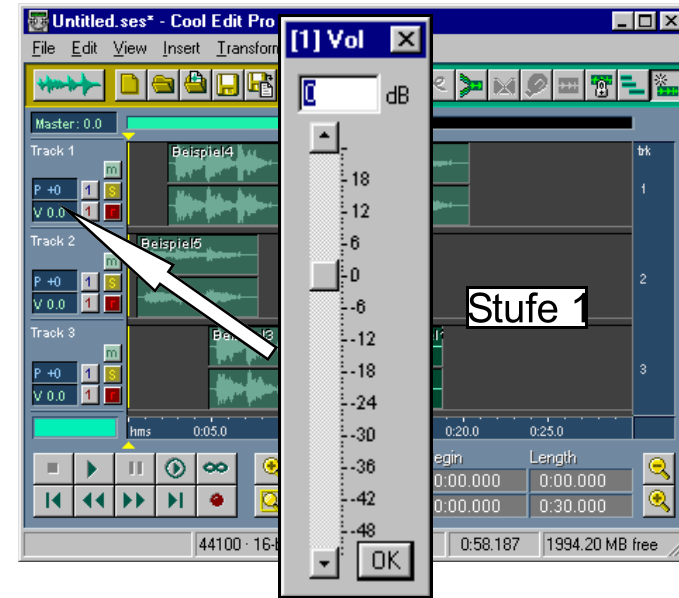 Untitled.ses* - Cool Edit Pro
File Edit View Insert Transform
Master: 0.0
Track 1
m
P +0 1 S
V 0.0 1 r
Beispiel4
trk
1
Track 2
m
P +0 1 S
V 0.0 1
Beispiel5
2
Track 3
m
P +0 1 S
V 0.0 1
3
hms 0:05.0 0:20.0 0:25.0
egin Length
0:00.000 0:00.000
0:00.000 0:30.000
44100 · 16-b 0:58.187 1994.20 MB free
[1] Vol
0 dB
18
12
6
0
-6
-12
-18
-24
-30
-36
-42
-48
OK
Stufe 1